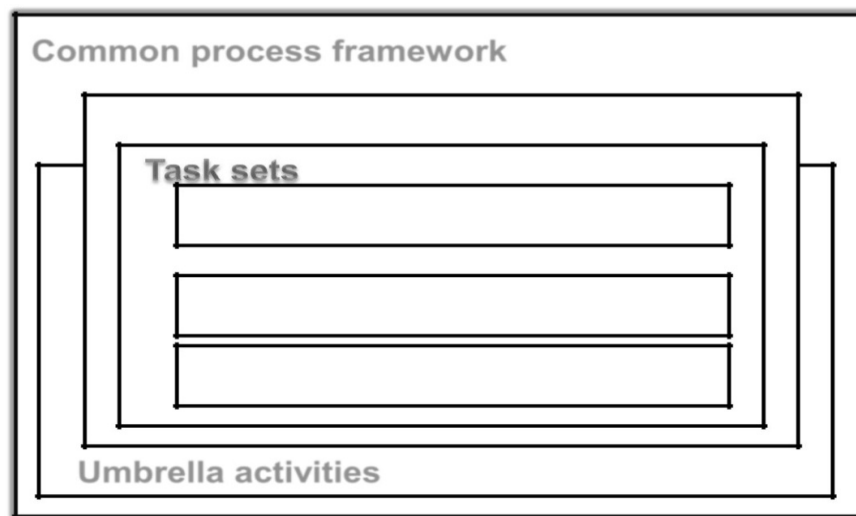 Common process framework
Task sets
Umbrella activities